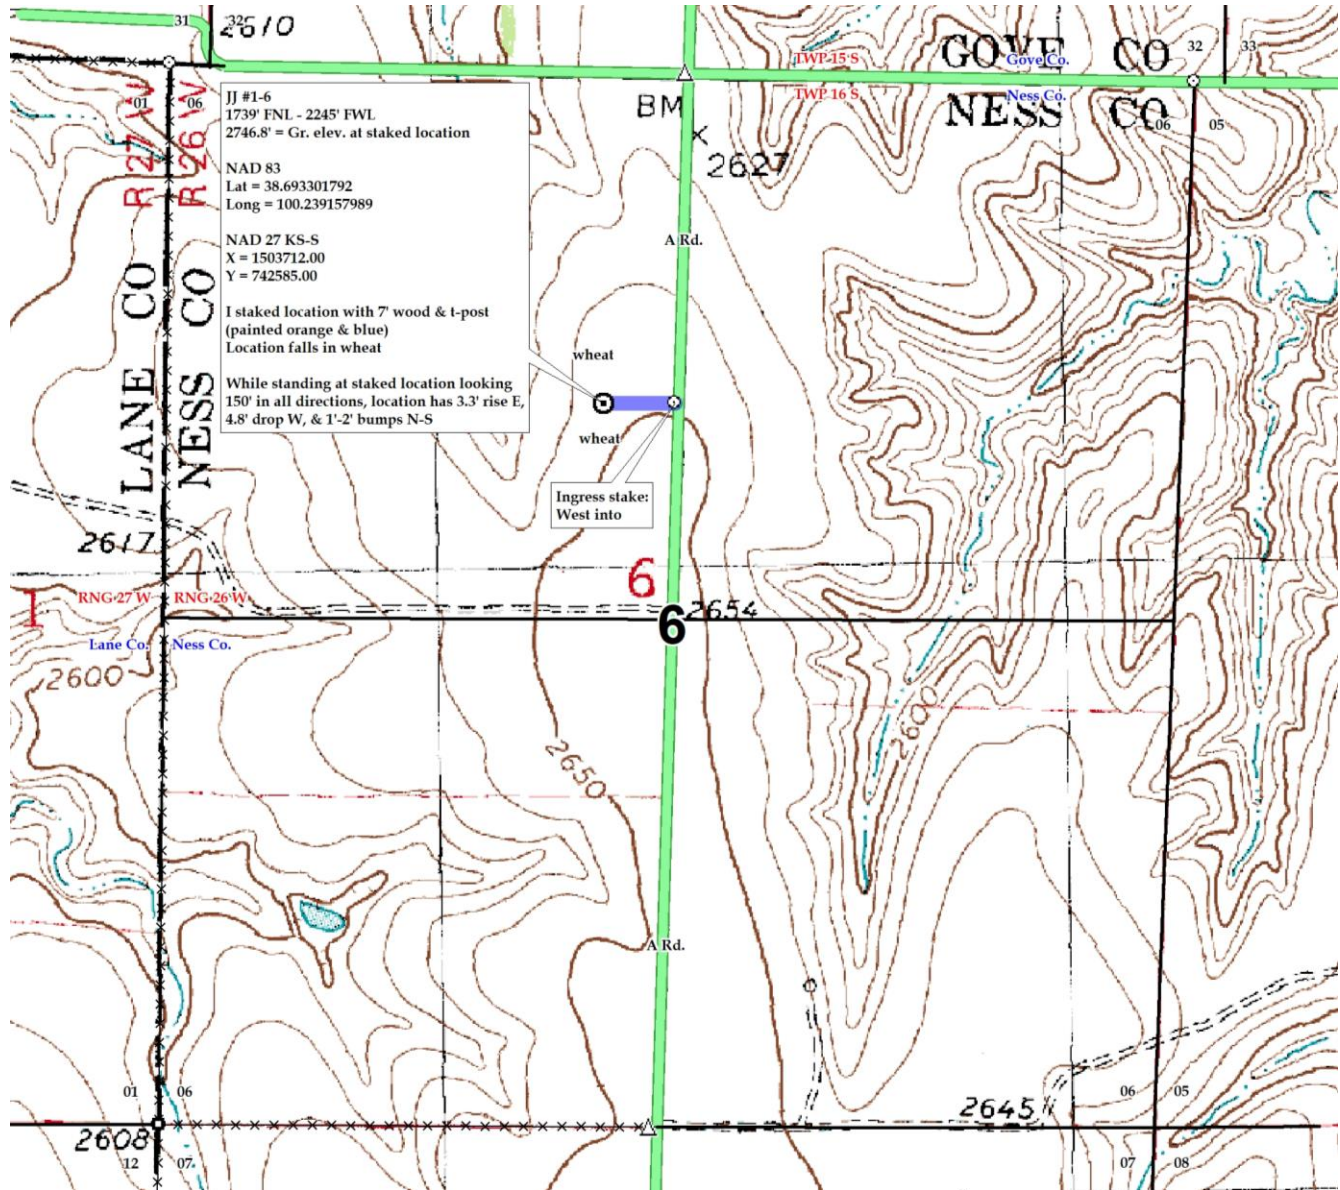 31
32
2610
GOVE CO
TWP 15 S
Gove Co.
32
33
TWP 16 S
Ness Co.
NESS CO
01
06
R 27 W
R 26 W
BM
2627
06
05
JJ #1-6
1739' FNL - 2245' FWL
2746.8' = Gr. elev. at staked location
NAD 83
Lat = 38.693301792
Long = 100.239157989
NAD 27 KS-S
X = 1503712.00
Y = 742585.00
I staked location with 7' wood & t-post
(painted orange & blue)
Location falls in wheat
While standing at staked location looking
150' in all directions, location has 3.3' rise E,
4.8' drop W, & 1'-2' bumps N-S
A Rd.
LANE CO
NESS CO
wheat
wheat
Ingress stake:
West into
2617
6
1
RNG 27 W
RNG 26 W
2654
6
Lane Co.
Ness Co.
2600
2600
2650
A Rd.
01
06
06
05
2645
2608
12
07
07
08